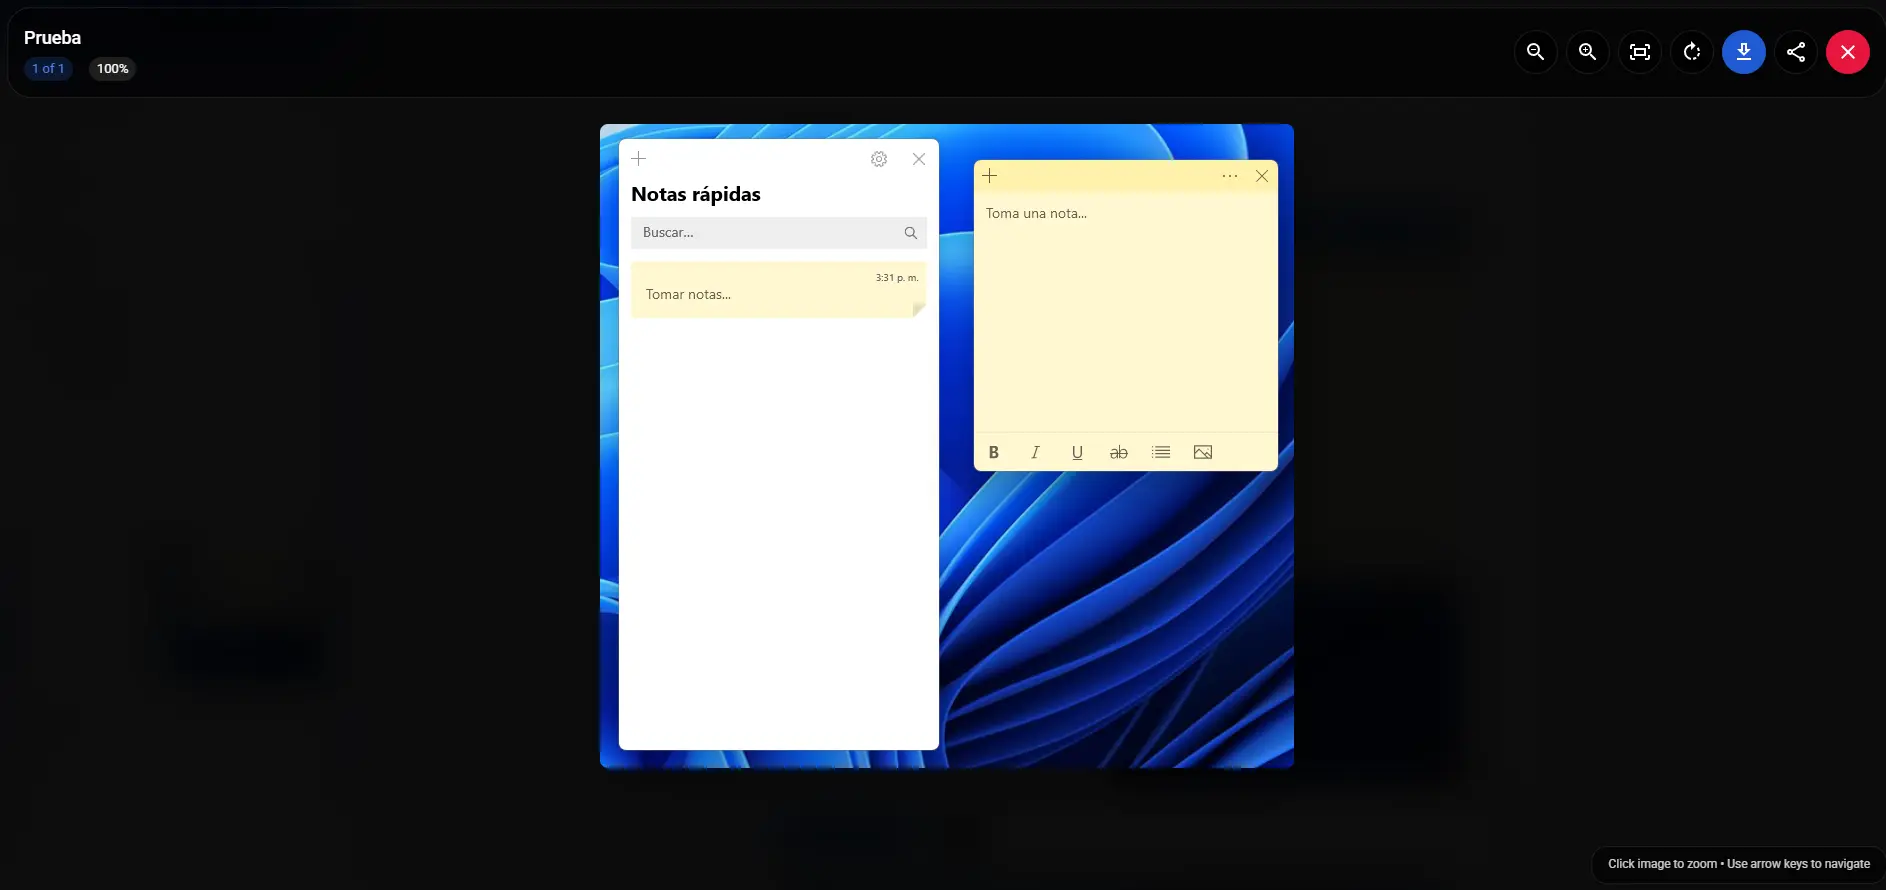 Prueba
1 of 1 100%
Notas rápidas
Buscar...
3:31 p. m.
Tomar notas...
Toma una nota...
B I U ab
Click image to zoom • Use arrow keys to navigate